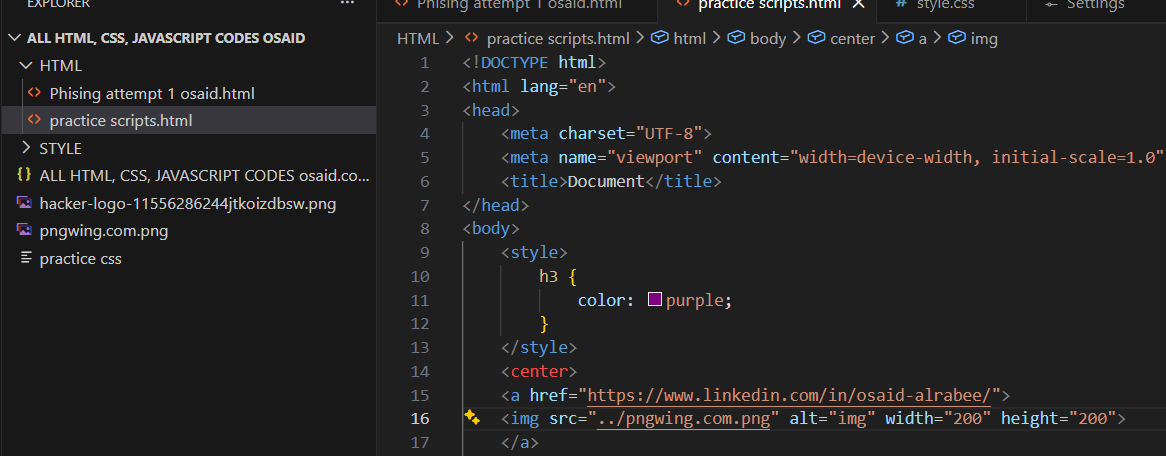 EXPLORER ...
ALL HTML, CSS, JAVASCRIPT CODES OSAID
HTML
Phising attempt 1 osaid.html
practice scripts.html
STYLE
{} ALL HTML, CSS, JAVASCRIPT CODES osaid.co...
hacker-logo-11556286244jtkoizdbsw.png
pngwing.com.png
practice css
Phising attempt 1 osaid.html practice scripts.html # style.css Settings
HTML > practice scripts.html > html > body > center > a > img
1 <!DOCTYPE html>
2 <html lang="en">
3 <head>
4 <meta charset="UTF-8">
5 <meta name="viewport" content="width=device-width, initial-scale=1.0"
6 <title>Document</title>
7 </head>
8 <body>
9 <style>
10 h3 {
11 color: purple;
12 }
13 </style>
14 <center>
15 <a href="https://www.linkedin.com/in/osaid-alrabee/">
16 <img src="../pngwing.com.png" alt="img" width="200" height="200">
17 </a>